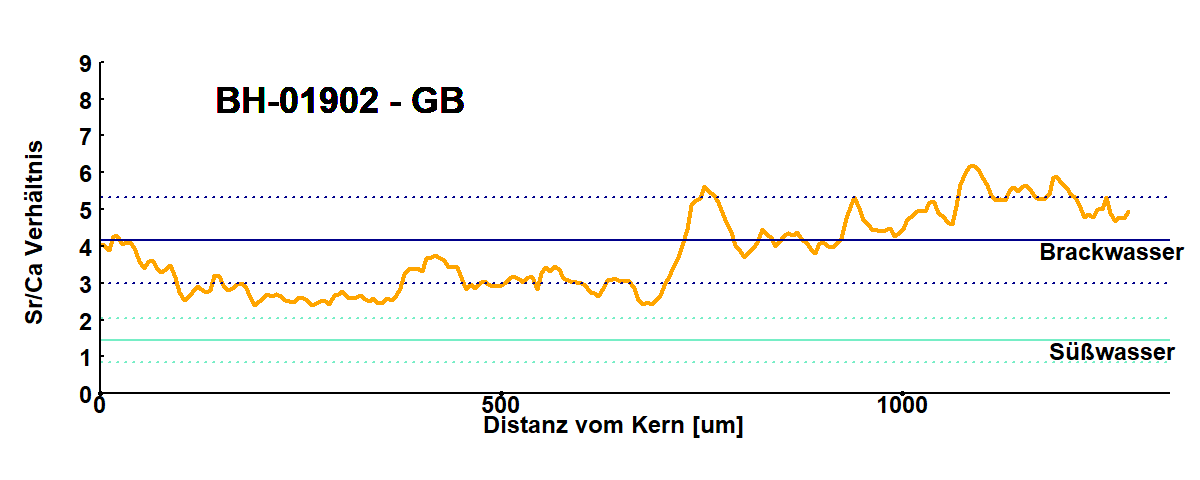 9
BH-01902 - GB
8
7
6
5
4
3
2
1
0
Sr/Ca Verhältnis
Brackwasser
Süßwasser
0 500 1000
Distanz vom Kern [um]